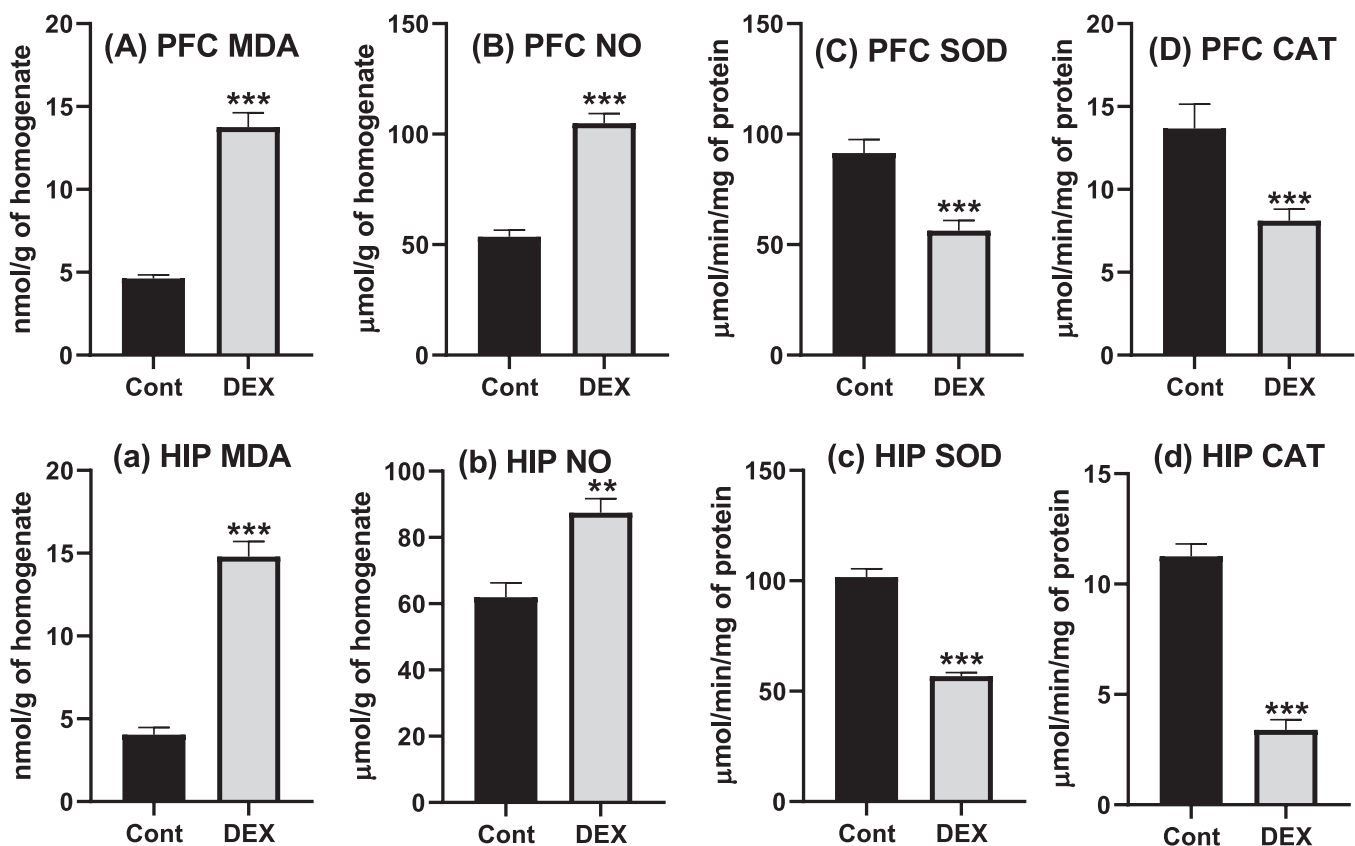 (A) PFC MDA
nmol/g of homogenate
20
15
10
5
0
***
Cont
DEX
(B) PFC NO
μmol/g of homogenate
150
100
50
0
***
Cont
DEX
(C) PFC SOD
μmol/min/mg of protein
150
100
50
0
***
Cont
DEX
(D) PFC CAT
μmol/min/mg of protein
20
15
10
5
0
***
Cont
DEX
(a) HIP MDA
nmol/g of homogenate
20
15
10
5
0
***
Cont
DEX
(b) HIP NO
μmol/g of homogenate
100
80
60
40
20
0
**
Cont
DEX
(c) HIP SOD
μmol/min/mg of protein
150
100
50
0
***
Cont
DEX
(d) HIP CAT
μmol/min/mg of protein
15
10
5
0
***
Cont
DEX